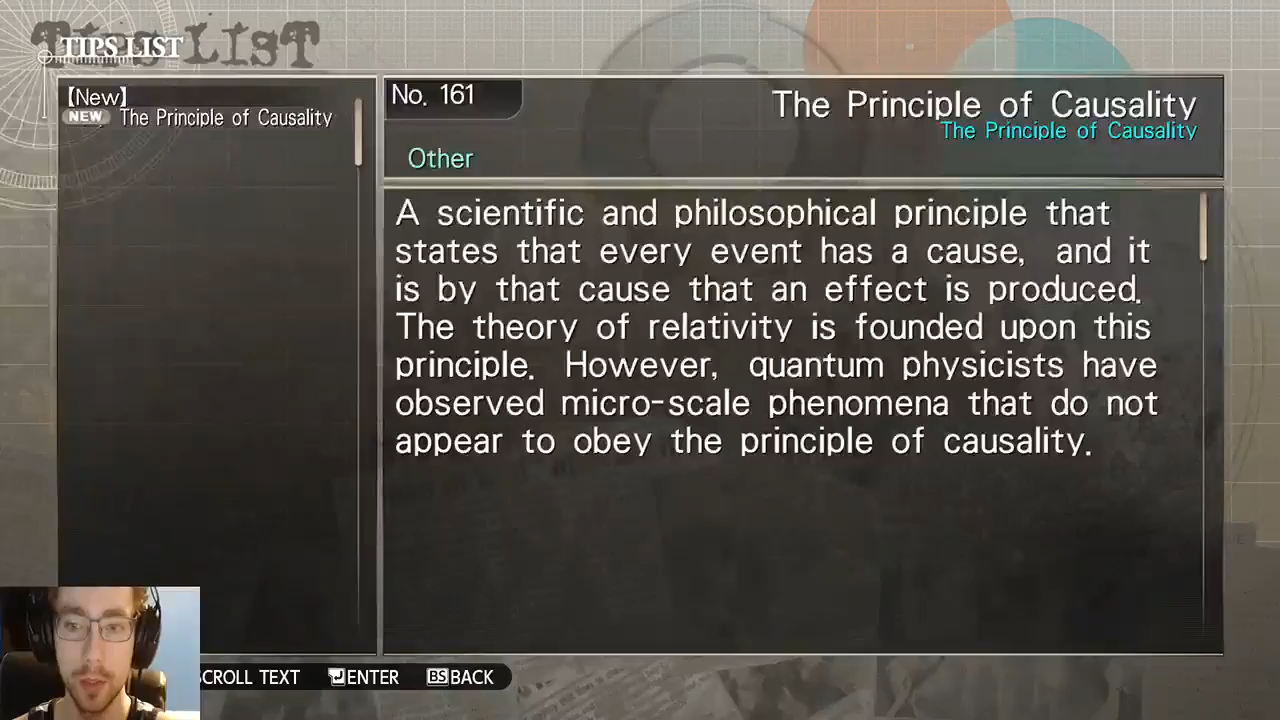 TIPS LIST
TIPS LIST
【New】
NEW The Principle of Causality
No. 161
The Principle of Causality
The Principle of Causality
Other
A scientific and philosophical principle that
states that every event has a cause, and it
is by that cause that an effect is produced.
The theory of relativity is founded upon this
principle. However, quantum physicists have
observed micro-scale phenomena that do not
appear to obey the principle of causality.
SCROLL TEXT ENTER BS BACK